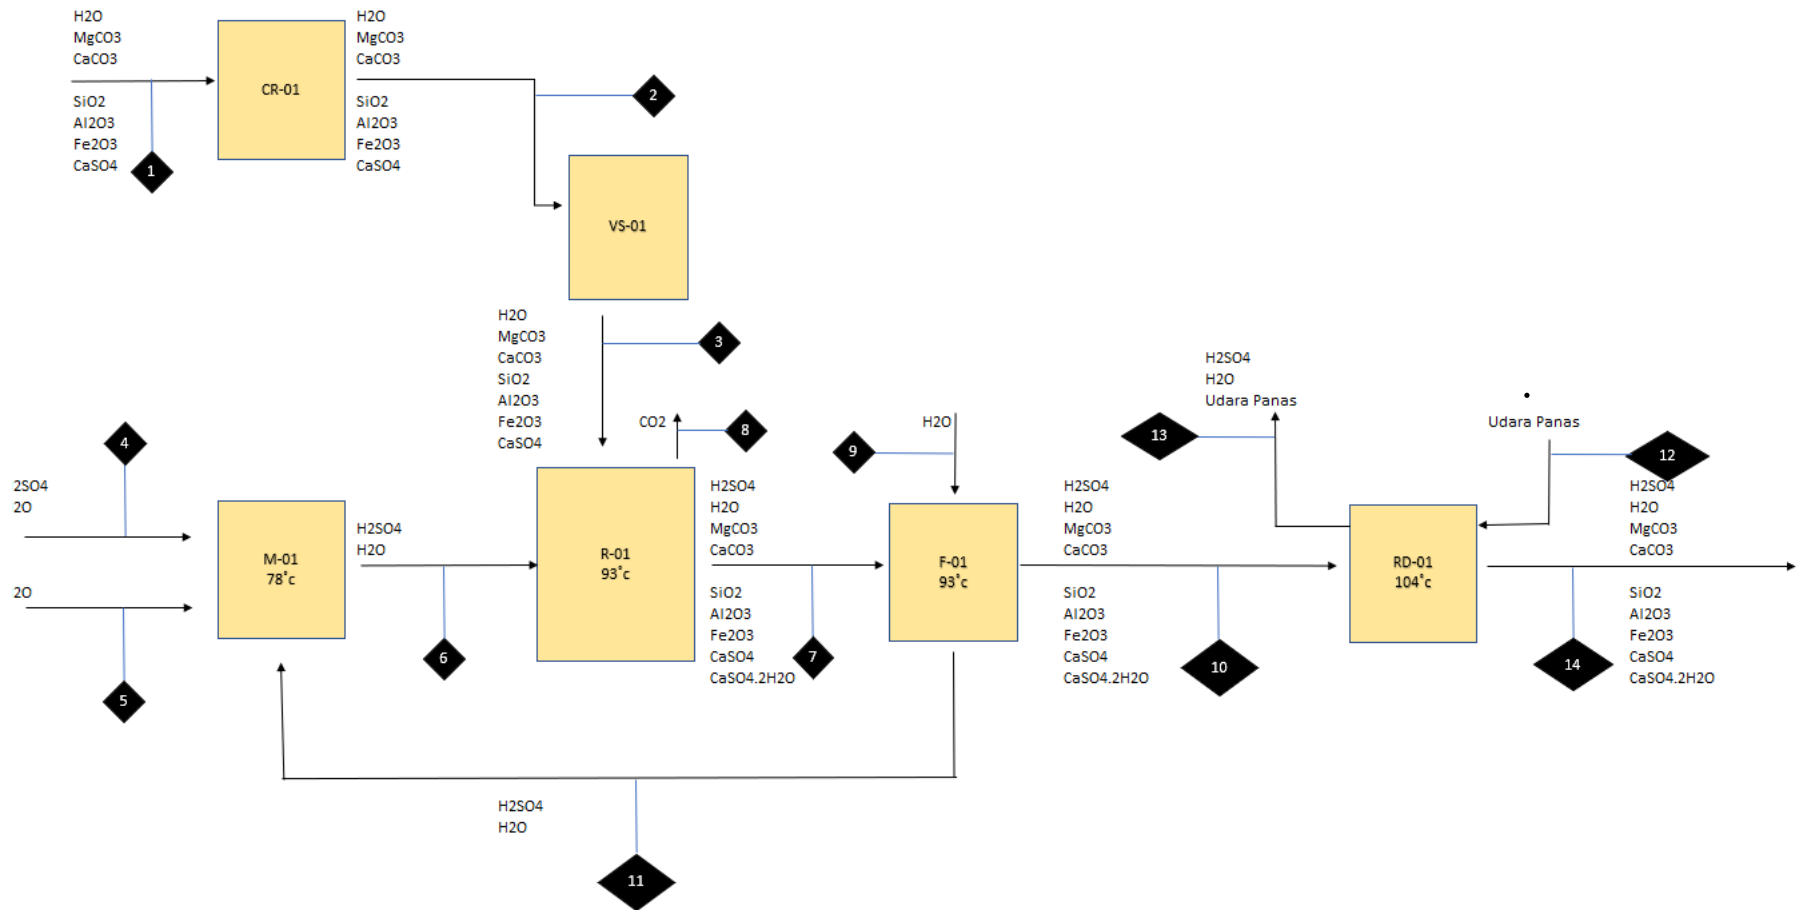 H2O
MgCO3
CaCO3
SiO2
Al2O3
Fe2O3
CaSO4
1
CR-01
H2O
MgCO3
CaCO3
SiO2
Al2O3
Fe2O3
CaSO4
2
VS-01
H2O
MgCO3
CaCO3
SiO2
Al2O3
Fe2O3
CaSO4
3
4
2SO4
2O
2O
5
M-01
78°c
H2SO4
H2O
6
R-01
93°c
CO2
8
H2SO4
H2O
MgCO3
CaCO3
SiO2
Al2O3
Fe2O3
CaSO4
CaSO4.2H2O
7
H2O
9
F-01
93°c
H2SO4
H2O
MgCO3
CaCO3
SiO2
Al2O3
Fe2O3
CaSO4
CaSO4.2H2O
10
H2SO4
H2O
11
H2SO4
H2O
Udara Panas
13
Udara Panas
12
RD-01
104°c
H2SO4
H2O
MgCO3
CaCO3
SiO2
Al2O3
Fe2O3
CaSO4
CaSO4.2H2O
14